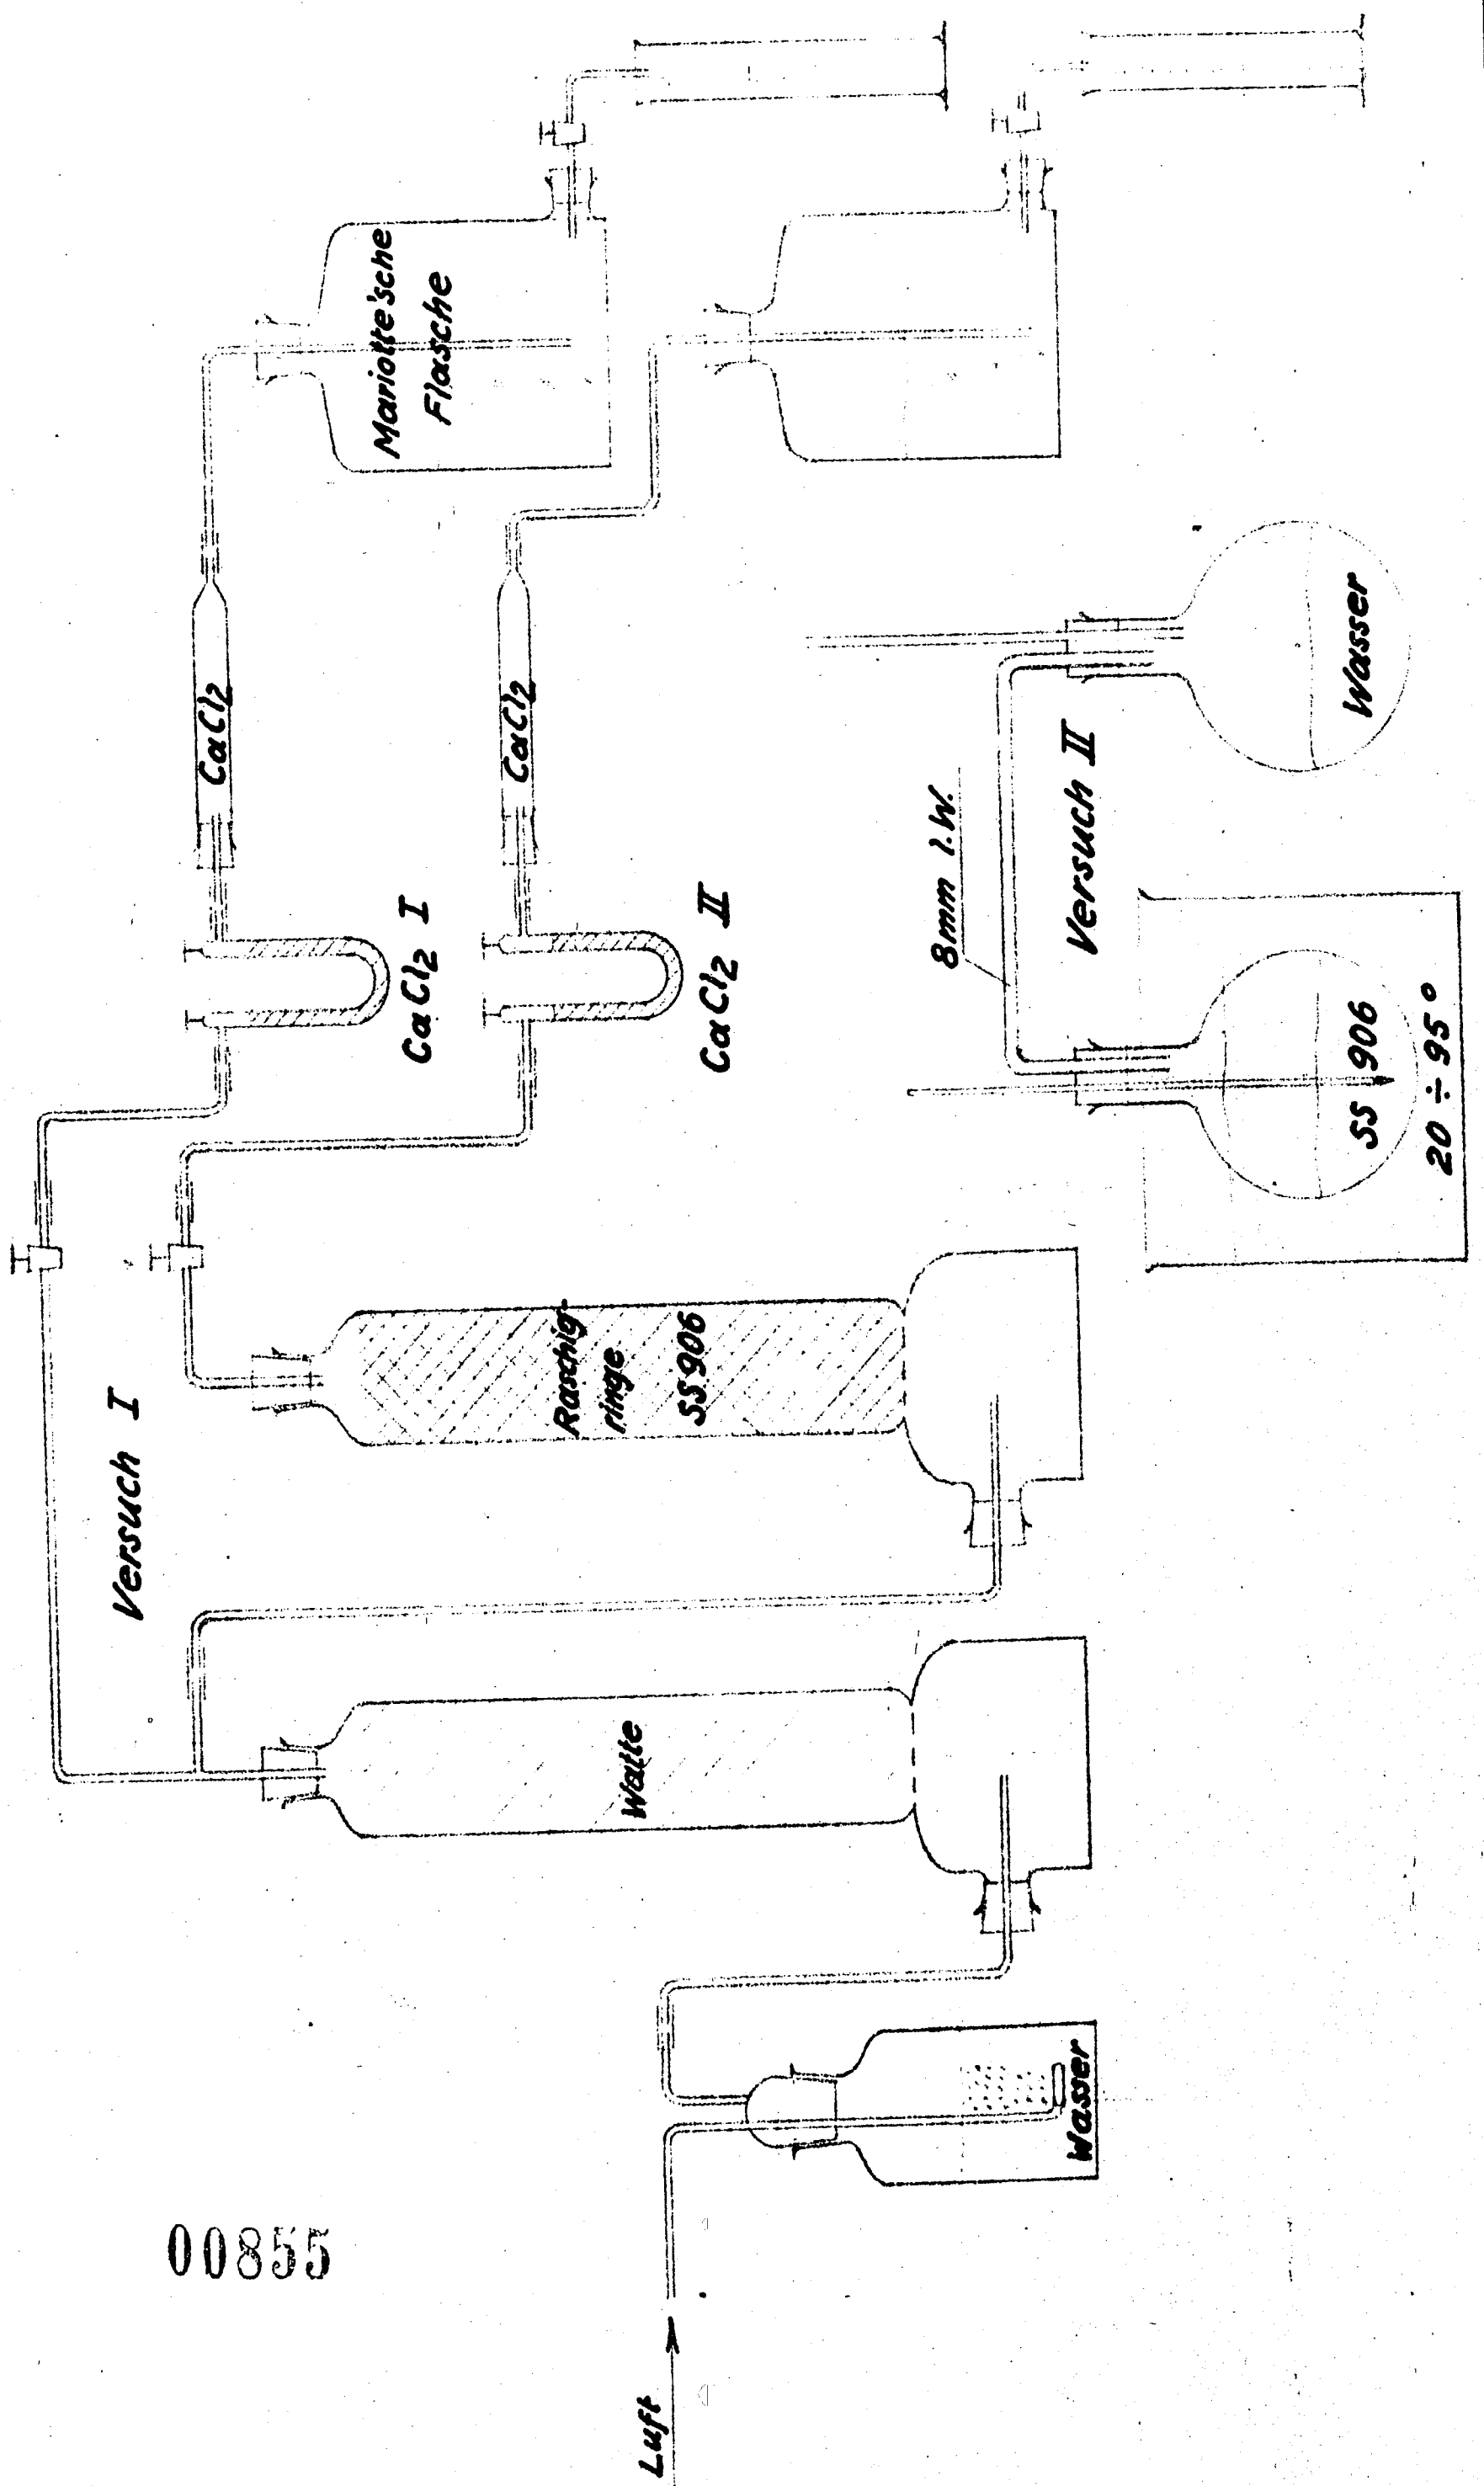 Versuch I
Luft
Wasser
Watte
Raschig-
ringe
SS 906
CaCl2 I
CaCl2 II
CaCl2
CaCl2
Mariotte'sche
Flasche
8mm l.W.
Versuch II
SS 906
20 ÷ 95°
Wasser
00855